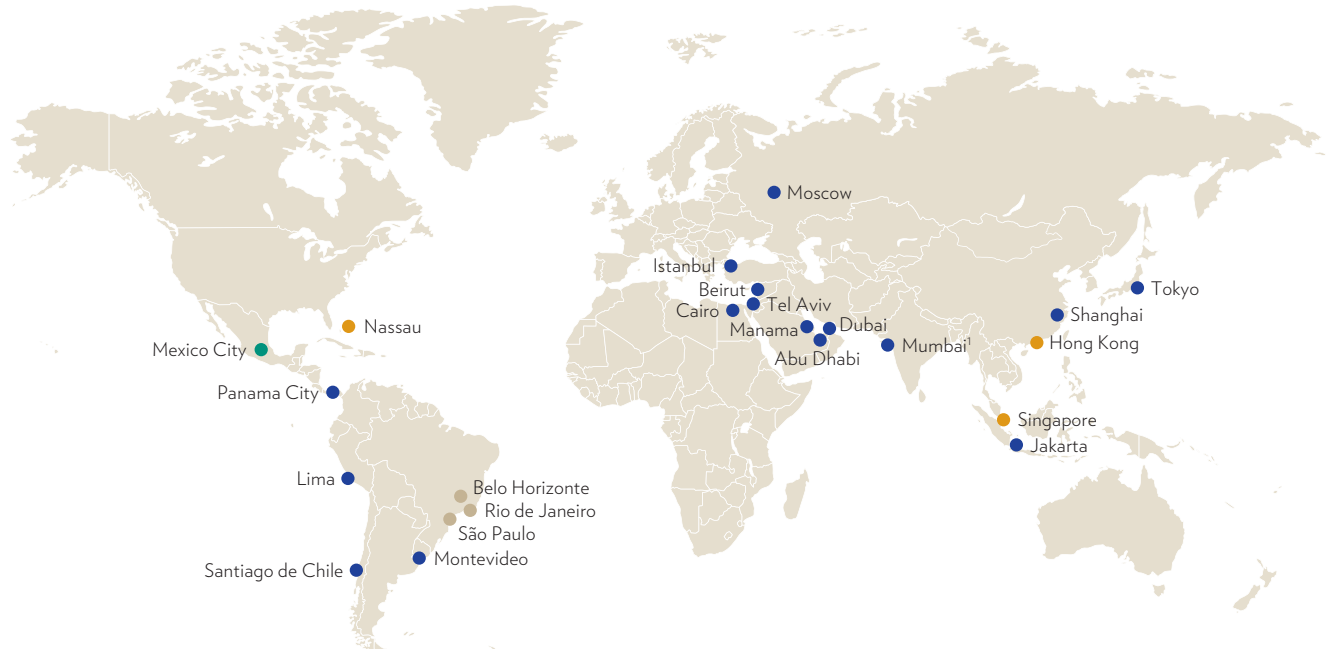 Moscow
Istanbul
Beirut
Tokyo
Tel Aviv
Cairo
Shanghai
Dubai
Nassau
Manama
Hong Kong
Mumbai¹
Mexico City
Abu Dhabi
Panama City
Singapore
Jakarta
Lima
Belo Horizonte
Rio de Janeiro
São Paulo
Montevideo
Santiago de Chile